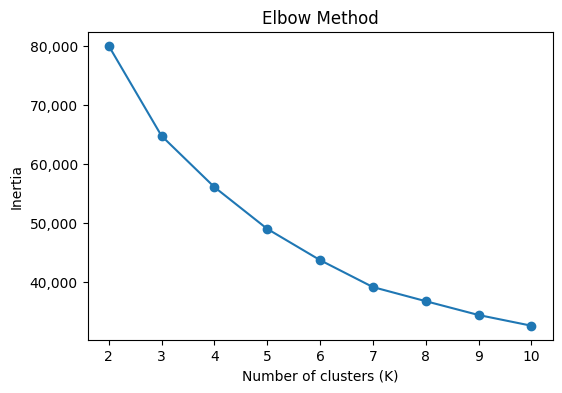 Elbow Method
80,000
70,000
60,000
50,000
40,000
Inertia
2 3 4 5 6 7 8 9 10
Number of clusters (K)